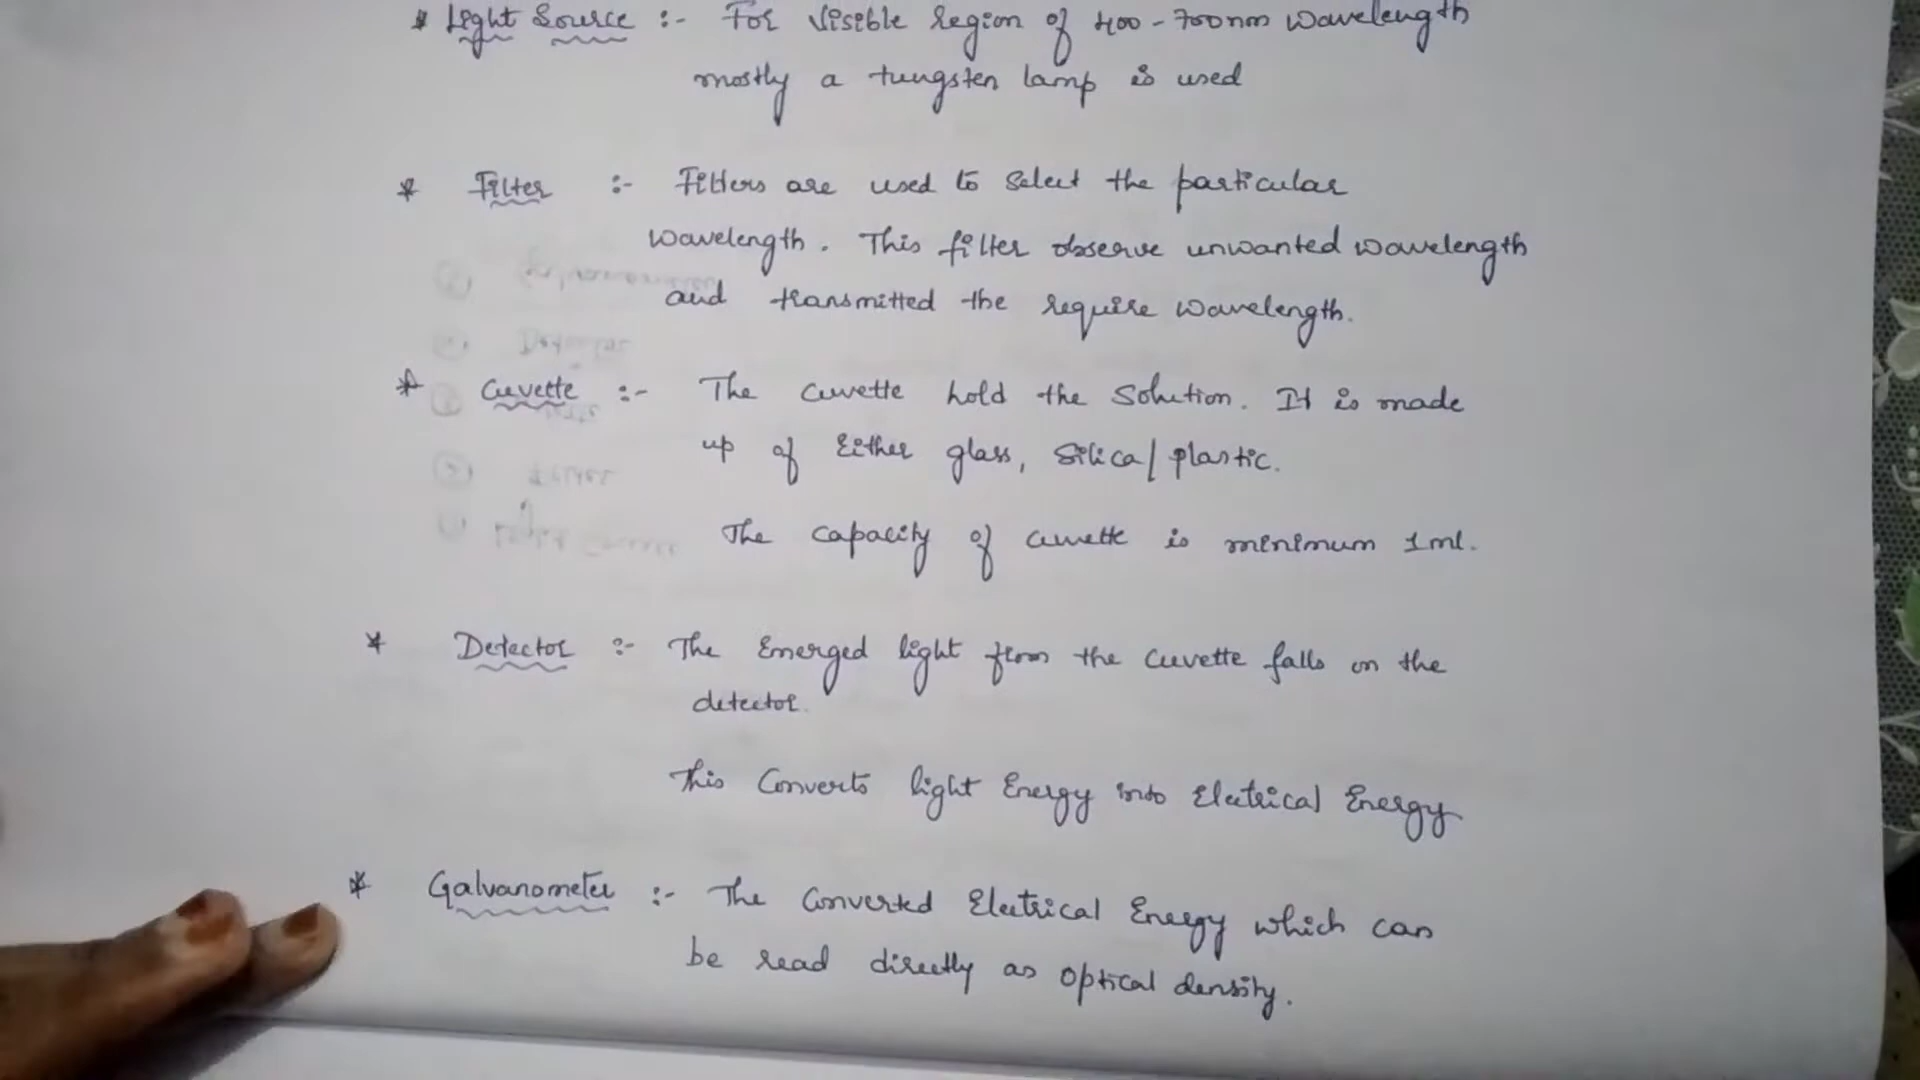 * Light Source :- For visible region of 400-700nm wavelength
mostly a tungsten lamp is used
* Filter :- Filters are used to select the particular
wavelength. This filter observe unwanted wavelength
and transmitted the require wavelength.
* Cuvette :- The cuvette hold the Solution. It is made
up of Either glass, Silica/plastic.
The capacity of cuvette is minimum 1ml.
* Detector :- The Emerged light from the cuvette falls on the
detector.
This Converts light Energy into Electrical Energy
* Galvanometer :- The Converted Electrical Energy which can
be read directly as optical density.